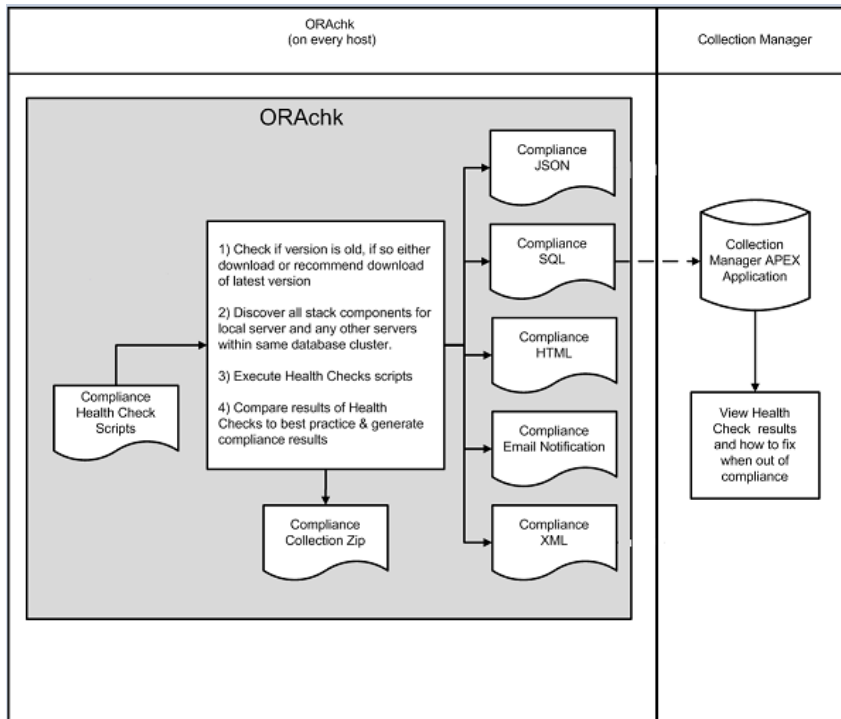 ORAchk
(on every host)
Collection Manager
ORAchk
Compliance
JSON
Compliance
SQL
Compliance
HTML
Compliance
Email Notification
Compliance
XML
1) Check if version is old, if so either
download or recommend download
of latest version
2) Discover all stack components for
local server and any other servers
within same database cluster.
3) Execute Health Checks scripts
4) Compare results of Health
Checks to best practice & generate
compliance results
Compliance
Health Check
Scripts
Compliance
Collection Zip
Collection
Manager APEX
Application
View Health
Check results
and how to fix
when out of
compliance